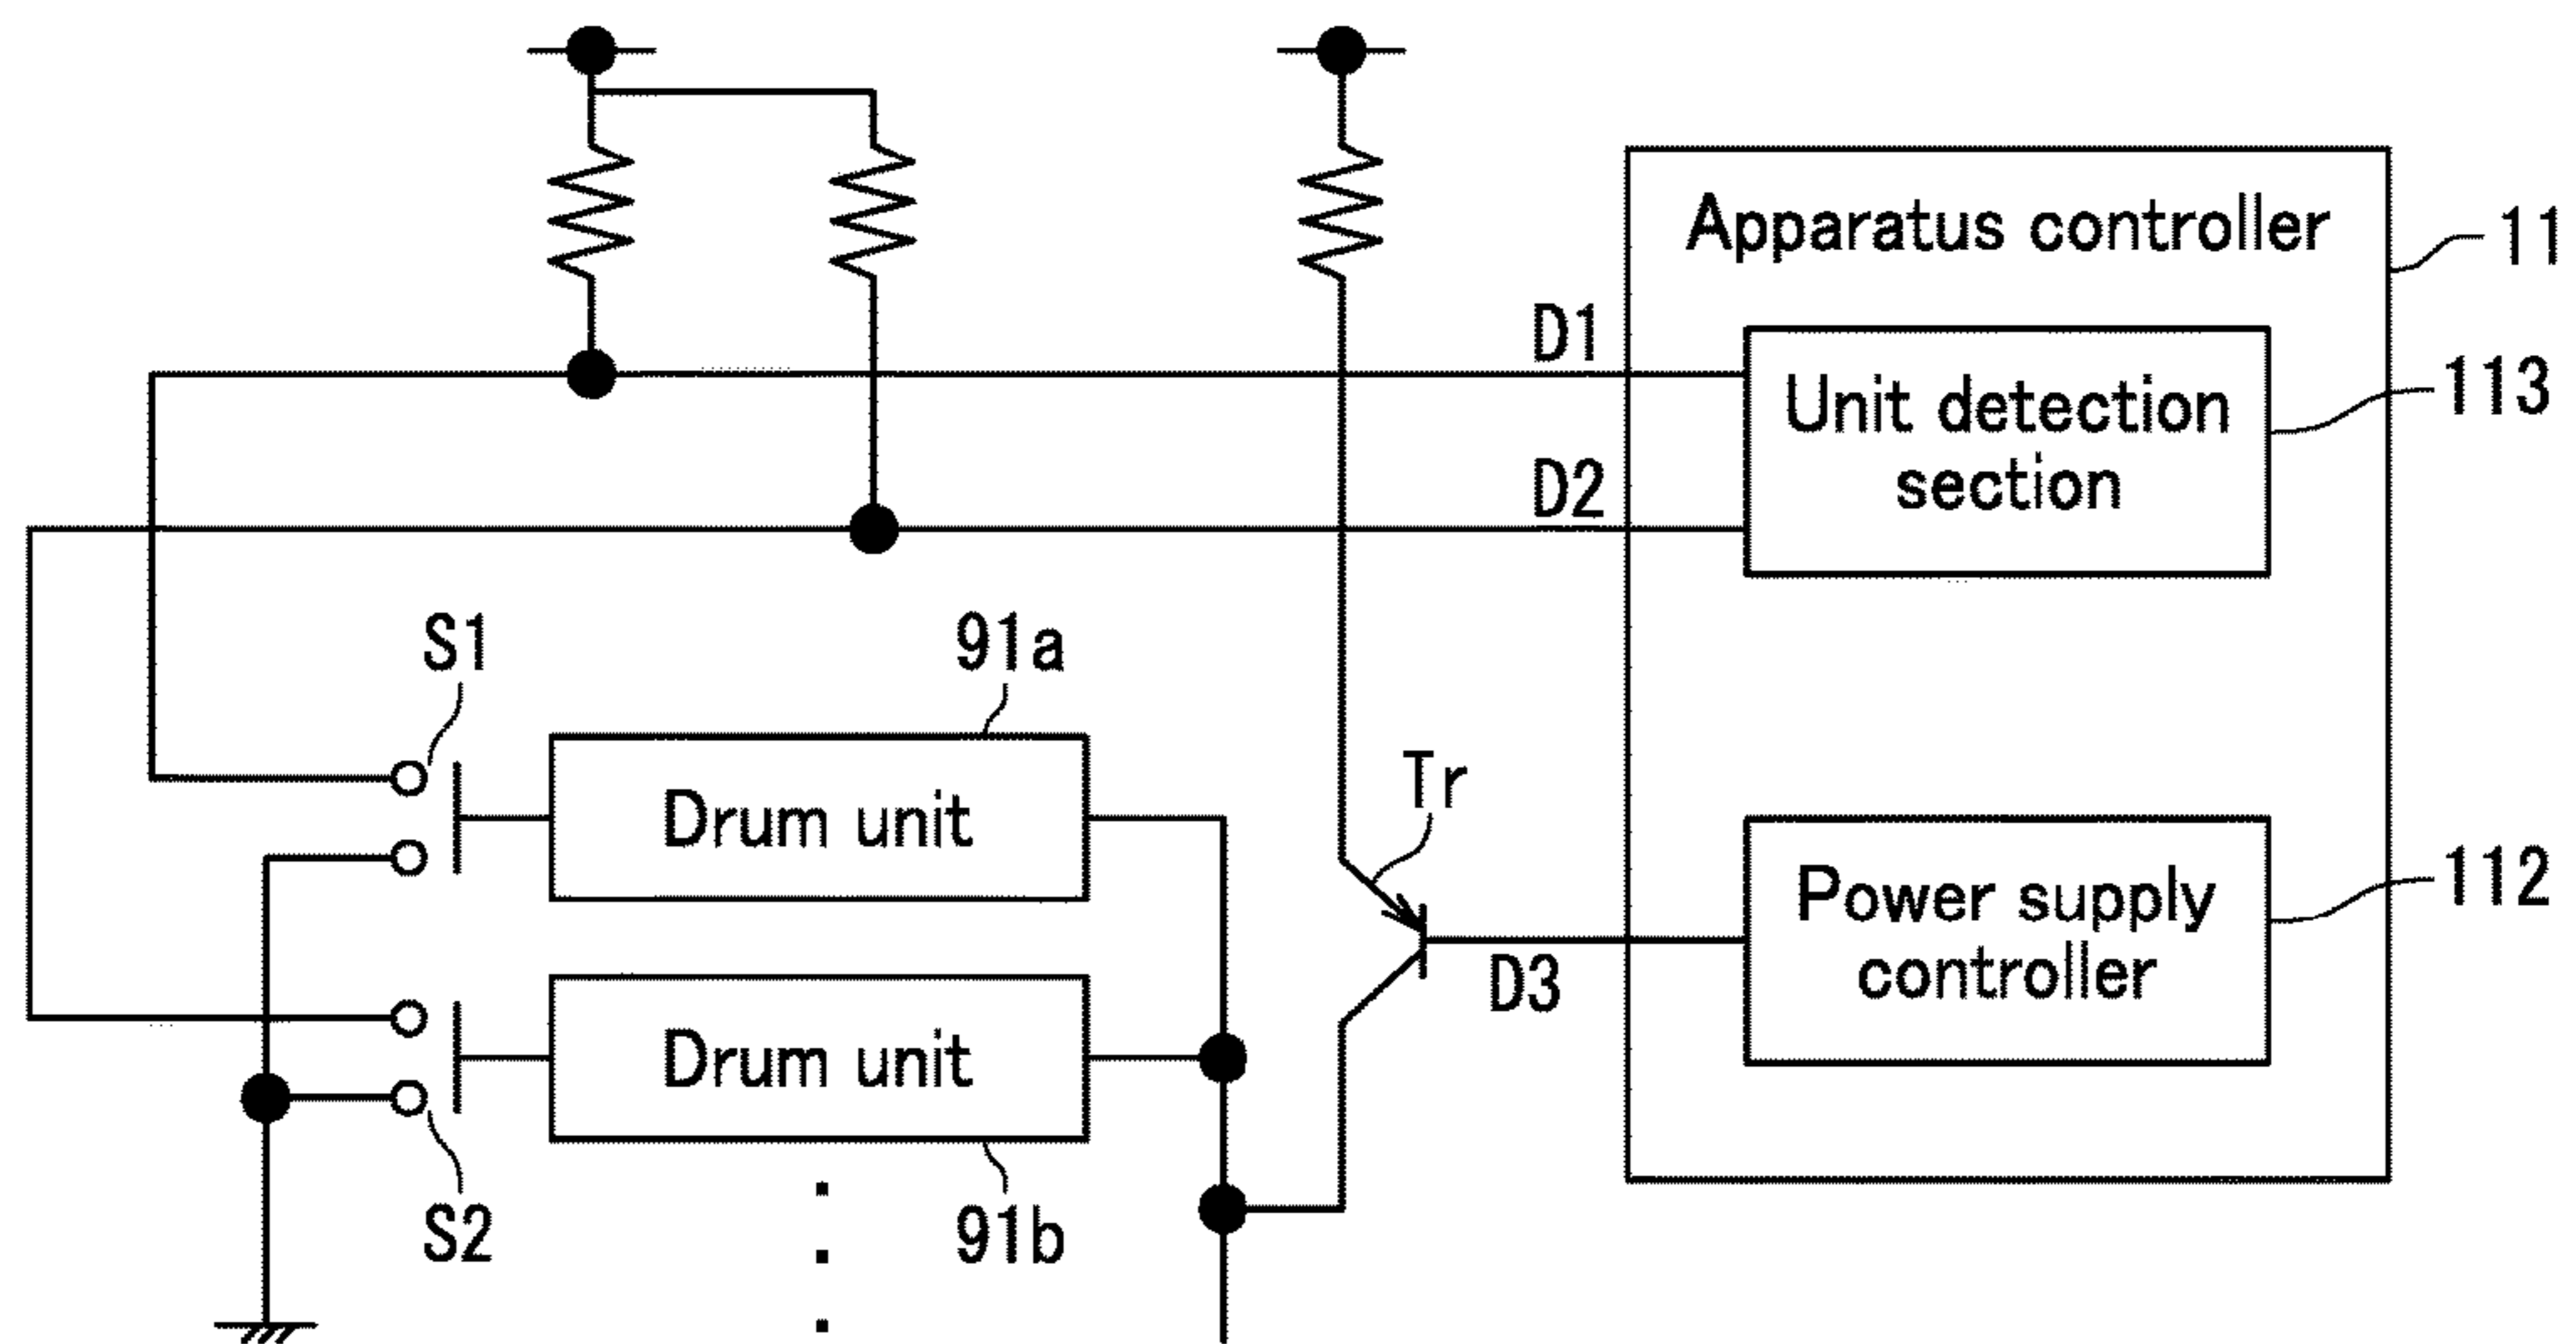 Apparatus controller
11
D1
Unit detection
section
113
D2
S1
91a
Drum unit
Tr
Power supply
controller
112
D3
Drum unit
S2
91b